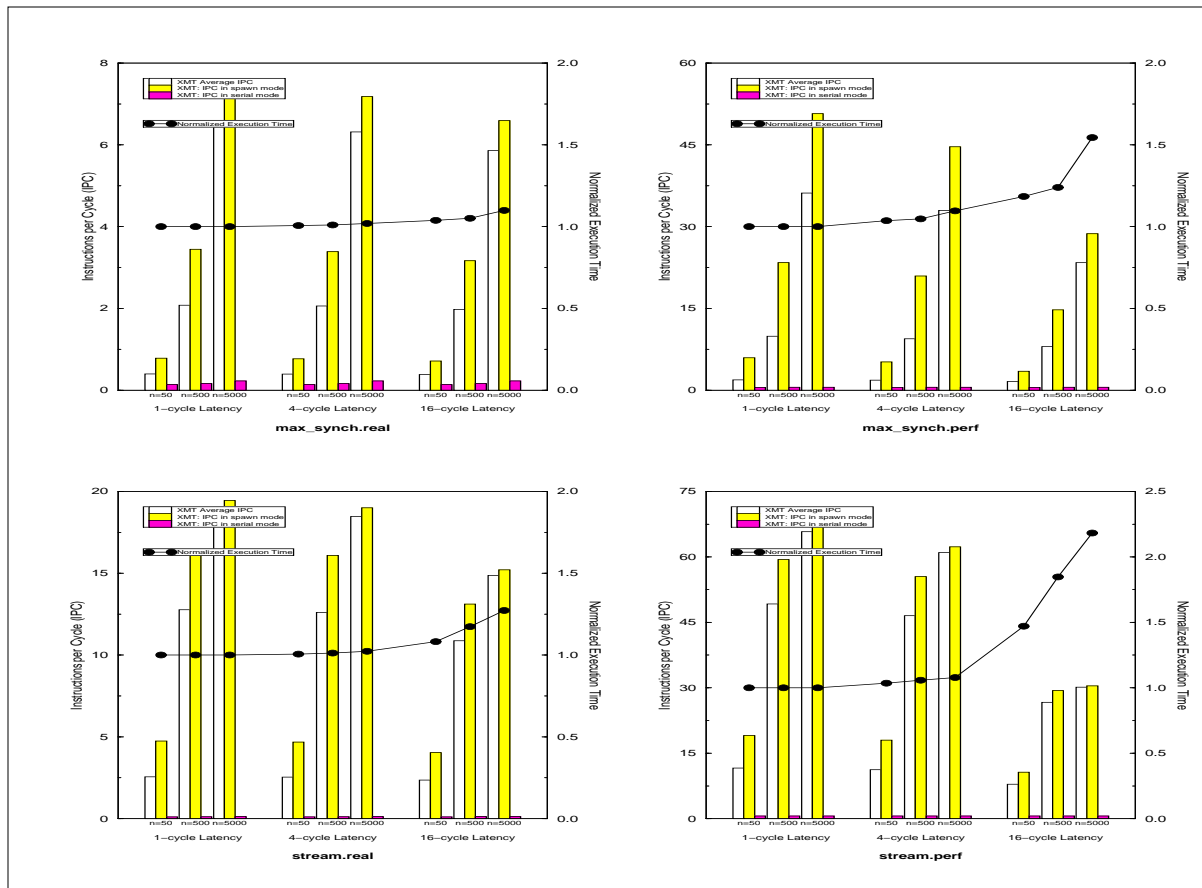 8 2.0
XMT Average IPC
XMT: IPC in spawn mode
XMT: IPC in serial mode
Normalized Execution Time
6 1.5
4 1.0
2 0.5
0 0.0
Instructions per Cycle (IPC)
Normalized Execution Time
n=50 n=500 n=5000 n=50 n=500 n=5000 n=50 n=500 n=5000
1-cycle Latency 4-cycle Latency 16-cycle Latency
max_synch.real
60 2.0
XMT Average IPC
XMT: IPC in spawn mode
XMT: IPC in serial mode
Normalized Execution Time
45 1.5
30 1.0
15 0.5
0 0.0
Instructions per Cycle (IPC)
Normalized Execution Time
n=50 n=500 n=5000 n=50 n=500 n=5000 n=50 n=500 n=5000
1-cycle Latency 4-cycle Latency 16-cycle Latency
max_synch.perf
20 2.0
XMT Average IPC
XMT: IPC in spawn mode
XMT: IPC in serial mode
Normalized Execution Time
15 1.5
10 1.0
5 0.5
0 0.0
Instructions per Cycle (IPC)
Normalized Execution Time
n=50 n=500 n=5000 n=50 n=500 n=5000 n=50 n=500 n=5000
1-cycle Latency 4-cycle Latency 16-cycle Latency
stream.real
75 2.5
XMT Average IPC
XMT: IPC in spawn mode
XMT: IPC in serial mode
Normalized Execution Time
60 2.0
45 1.5
30 1.0
15 0.5
0 0.0
Instructions per Cycle (IPC)
Normalized Execution Time
n=50 n=500 n=5000 n=50 n=500 n=5000 n=50 n=500 n=5000
1-cycle Latency 4-cycle Latency 16-cycle Latency
stream.perf